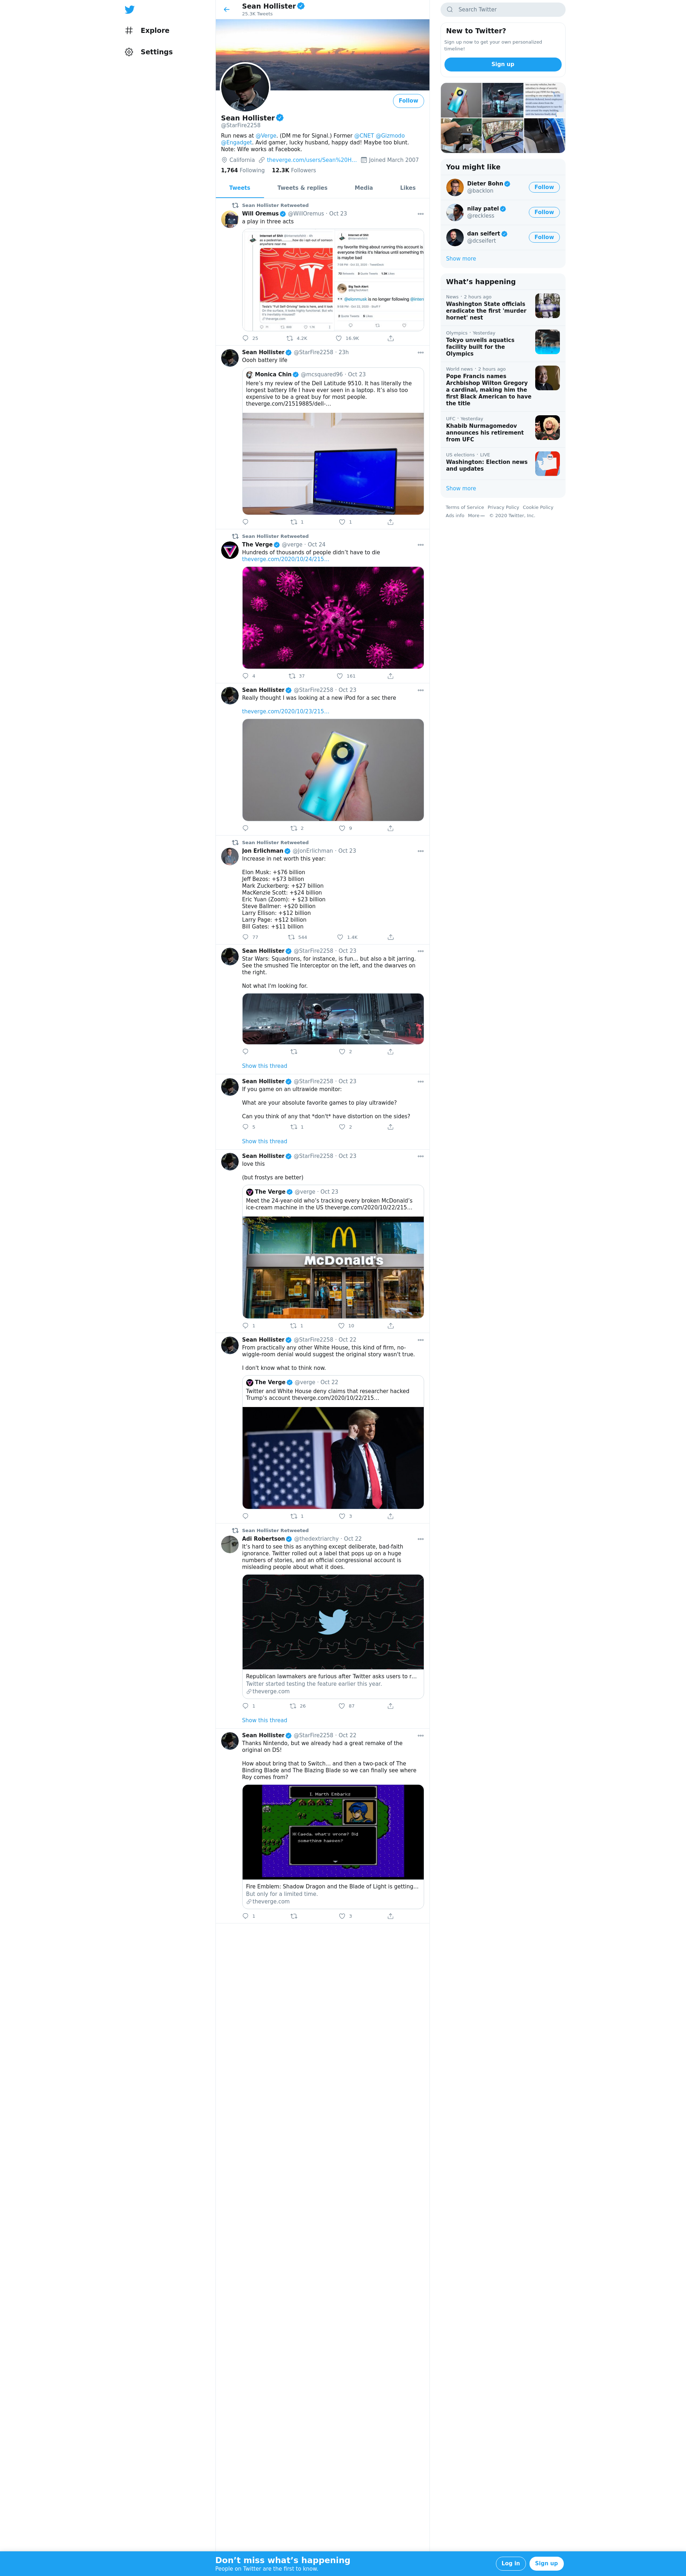 Explore
Settings
Sean Hollister
25.3K Tweets
Follow
Sean Hollister
@StarFire2258
Run news at @Verge. (DM me for Signal.) Former @CNET @Gizmodo
@Engadget. Avid gamer, lucky husband, happy dad! Maybe too blunt.
Note: Wife works at Facebook.
California theverge.com/users/Sean%20H… Joined March 2007
1,764 Following 12.3K Followers
Tweets Tweets & replies Media Likes
Sean Hollister Retweeted
Will Oremus @WillOremus · Oct 23
a play in three acts
25 4.2K 16.9K
Sean Hollister @StarFire2258 · 23h
Oooh battery life
Monica Chin @mcsquared96 · Oct 23
Here's my review of the Dell Latitude 9510. It has literally the
longest battery life I have ever seen in a laptop. It's also too
expensive to be a great buy for most people.
theverge.com/21519885/dell-…
1 1
Sean Hollister Retweeted
The Verge @verge · Oct 24
Hundreds of thousands of people didn't have to die
theverge.com/2020/10/24/215…
4 37 161
Sean Hollister @StarFire2258 · Oct 23
Really thought I was looking at a new iPod for a sec there
theverge.com/2020/10/23/215…
2 9
Sean Hollister Retweeted
Jon Erlichman @JonErlichman · Oct 23
Increase in net worth this year:
Elon Musk: +$76 billion
Jeff Bezos: +$73 billion
Mark Zuckerberg: +$27 billion
MacKenzie Scott: +$24 billion
Eric Yuan (Zoom): + $23 billion
Steve Ballmer: +$20 billion
Larry Ellison: +$12 billion
Larry Page: +$12 billion
Bill Gates: +$11 billion
77 544 1.4K
Sean Hollister @StarFire2258 · Oct 23
Star Wars: Squadrons, for instance, is fun... but also a bit jarring.
See the smushed Tie Interceptor on the left, and the dwarves on
the right.
Not what I'm looking for.
2
Show this thread
Sean Hollister @StarFire2258 · Oct 23
If you game on an ultrawide monitor:
What are your absolute favorite games to play ultrawide?
Can you think of any that *don't* have distortion on the sides?
5 1 2
Show this thread
Sean Hollister @StarFire2258 · Oct 23
love this
(but frostys are better)
The Verge @verge · Oct 23
Meet the 24-year-old who's tracking every broken McDonald's
ice-cream machine in the US theverge.com/2020/10/22/215…
McDonald's
1 1 10
Sean Hollister @StarFire2258 · Oct 22
From practically any other White House, this kind of firm, no-
wiggle-room denial would suggest the original story wasn't true.
I don't know what to think now.
The Verge @verge · Oct 22
Twitter and White House deny claims that researcher hacked
Trump's account theverge.com/2020/10/22/215…
1 3
Sean Hollister Retweeted
Adi Robertson @thedextriarchy · Oct 22
It's hard to see this as anything except deliberate, bad-faith
ignorance. Twitter rolled out a label that pops up on a huge
numbers of stories, and an official congressional account is
misleading people about what it does.
Republican lawmakers are furious after Twitter asks users to r…
Twitter started testing the feature earlier this year.
theverge.com
1 26 87
Show this thread
Sean Hollister @StarFire2258 · Oct 22
Thanks Nintendo, but we already had a great remake of the
original on DS!
How about bring that to Switch... and then a two-pack of The
Binding Blade and The Blazing Blade so we can finally see where
Roy comes from?
1 Marth Embarks
Caeda, what's wrong? Did
something happen?
Fire Emblem: Shadow Dragon and the Blade of Light is getting…
But only for a limited time.
theverge.com
1 3
Search Twitter
New to Twitter?
Sign up now to get your own personalized
timeline!
Sign up
You might like
Dieter Bohn
@backlon
Follow
nilay patel
@reckless
Follow
dan seifert
@dcseifert
Follow
Show more
What's happening
News · 2 hours ago
Washington State officials
eradicate the first 'murder
hornet' nest
Olympics · Yesterday
Tokyo unveils aquatics
facility built for the
Olympics
World news · 2 hours ago
Pope Francis names
Archbishop Wilton Gregory
a cardinal, making him the
first Black American to have
the title
UFC · Yesterday
Khabib Nurmagomedov
announces his retirement
from UFC
US elections · LIVE
Washington: Election news
and updates
Show more
Terms of Service Privacy Policy Cookie Policy
Ads info More © 2020 Twitter, Inc.
Don't miss what's happening
People on Twitter are the first to know.
Log in Sign up